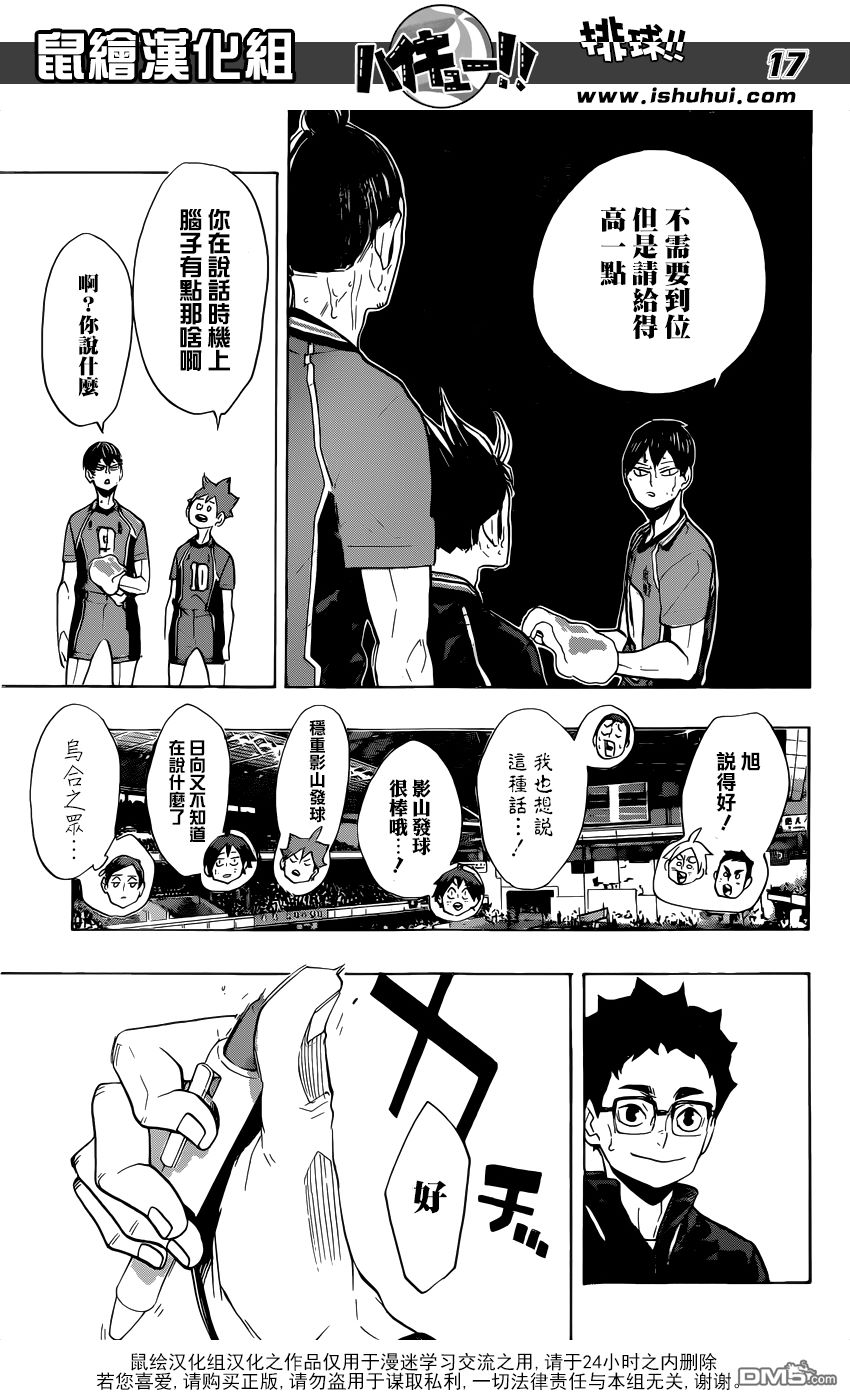 鼠繪漢化組
ハイキュー!!
排球!!
17
www.ishuhui.com
不需要到位
但是請給得
高一點
你在說話時機上
腦子有點那啥啊
啊？你說什麼
9
10
旭
說得好！
我也想說
這種話…！
影山發球
很棒哦…！
穩重影山發球
日向又不知道
在說什麼了
烏合之眾…
好
鼠绘汉化组汉化之作品仅用于漫迷学习交流之用，请于24小时之内删除
若您喜爱，请购买正版，请勿盗用于谋取私利，一切法律责任与本组无关，谢谢。
DM5.com